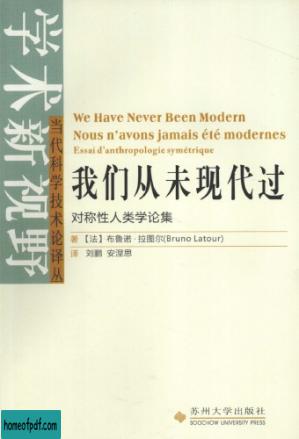 学术新视野
当代科学技术论译丛
We Have Never Been Modern
Nous n'avons jamais été modernes
Essai d'anthropologie symétrique
我们从未现代过
对称性人类学论集
著 【法】布鲁诺·拉图尔(Bruno Latour)
译 刘鹏 安涅思
苏州大学出版社
SOOCHOW UNIVERSITY PRESS
homeofpdf.com